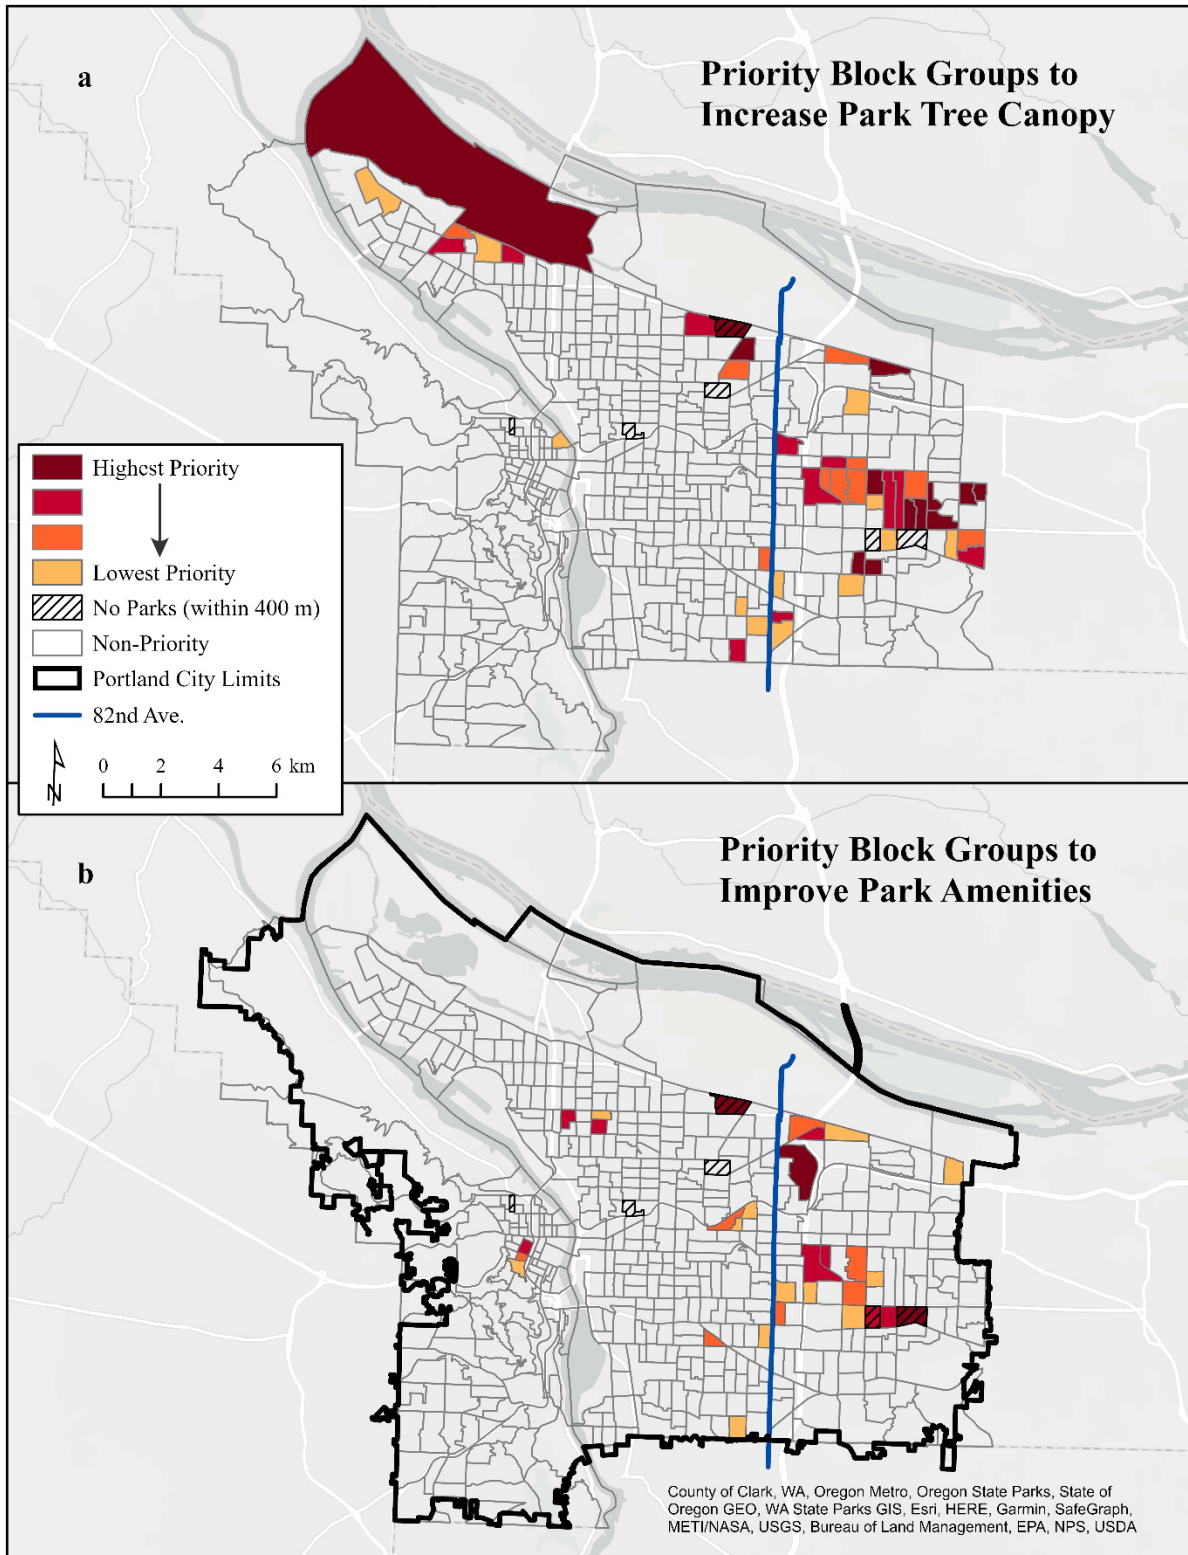 a
Priority Block Groups to
Increase Park Tree Canopy
Highest Priority
Lowest Priority
No Parks (within 400 m)
Non-Priority
Portland City Limits
82nd Ave.
N
0 2 4 6 km
b
Priority Block Groups to
Improve Park Amenities
County of Clark, WA, Oregon Metro, Oregon State Parks, State of
Oregon GEO, WA State Parks GIS, Esri, HERE, Garmin, SafeGraph,
METI/NASA, USGS, Bureau of Land Management, EPA, NPS, USDA